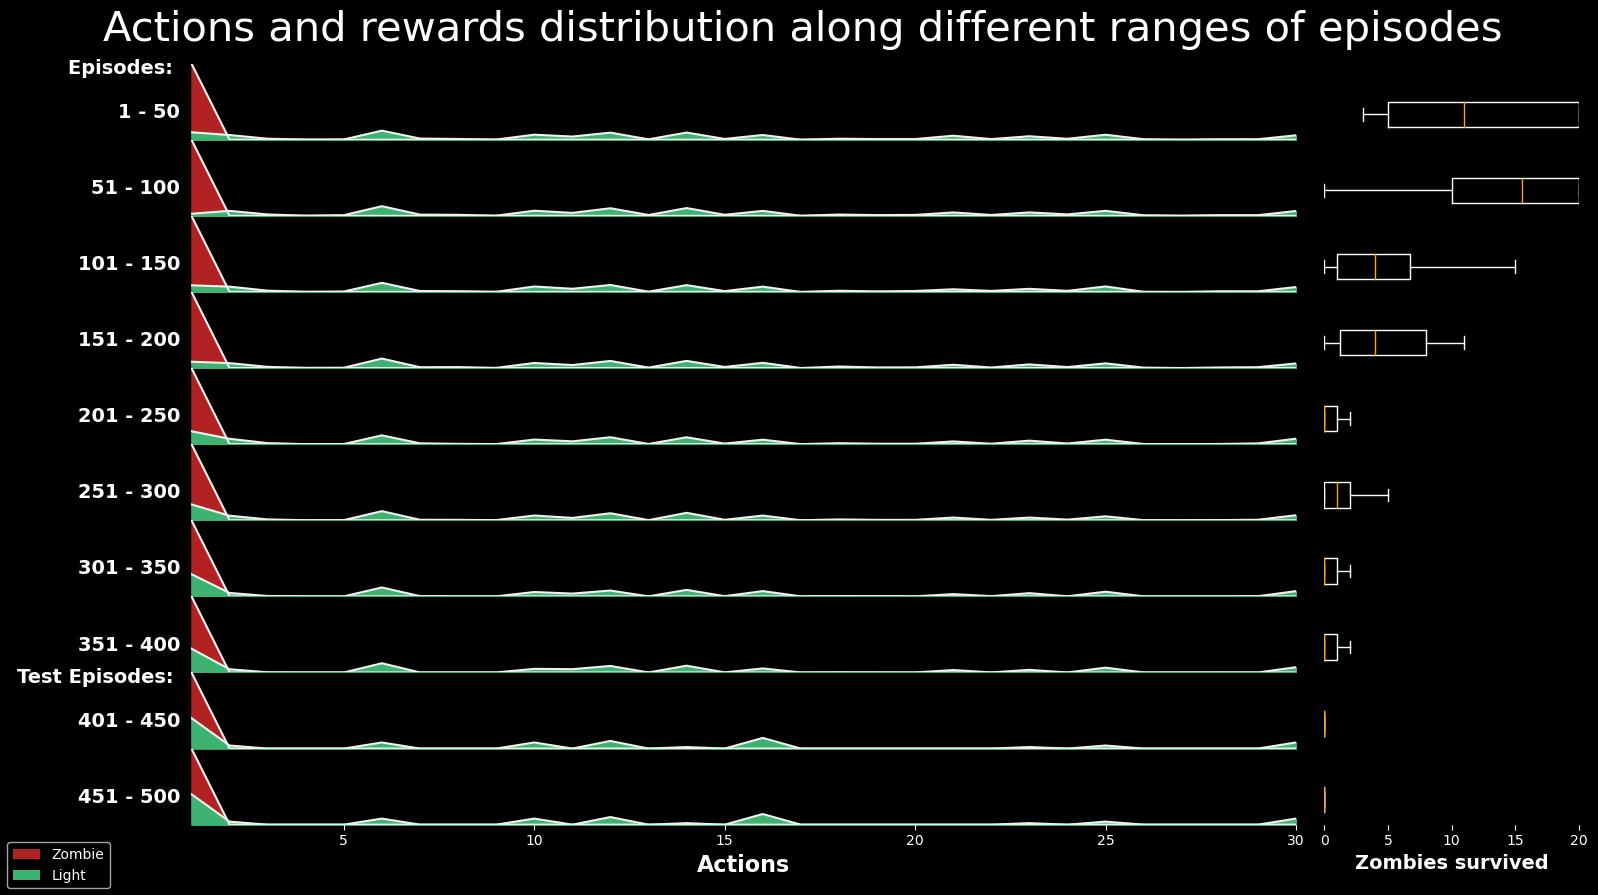 Actions and rewards distribution along different ranges of episodes
Episodes:
1 - 50
51 - 100
101 - 150
151 - 200
201 - 250
251 - 300
301 - 350
351 - 400
Test Episodes:
401 - 450
451 - 500
5 10 15 20 25 30 0 5 10 15 20
Actions
Zombies survived
Zombie
Light